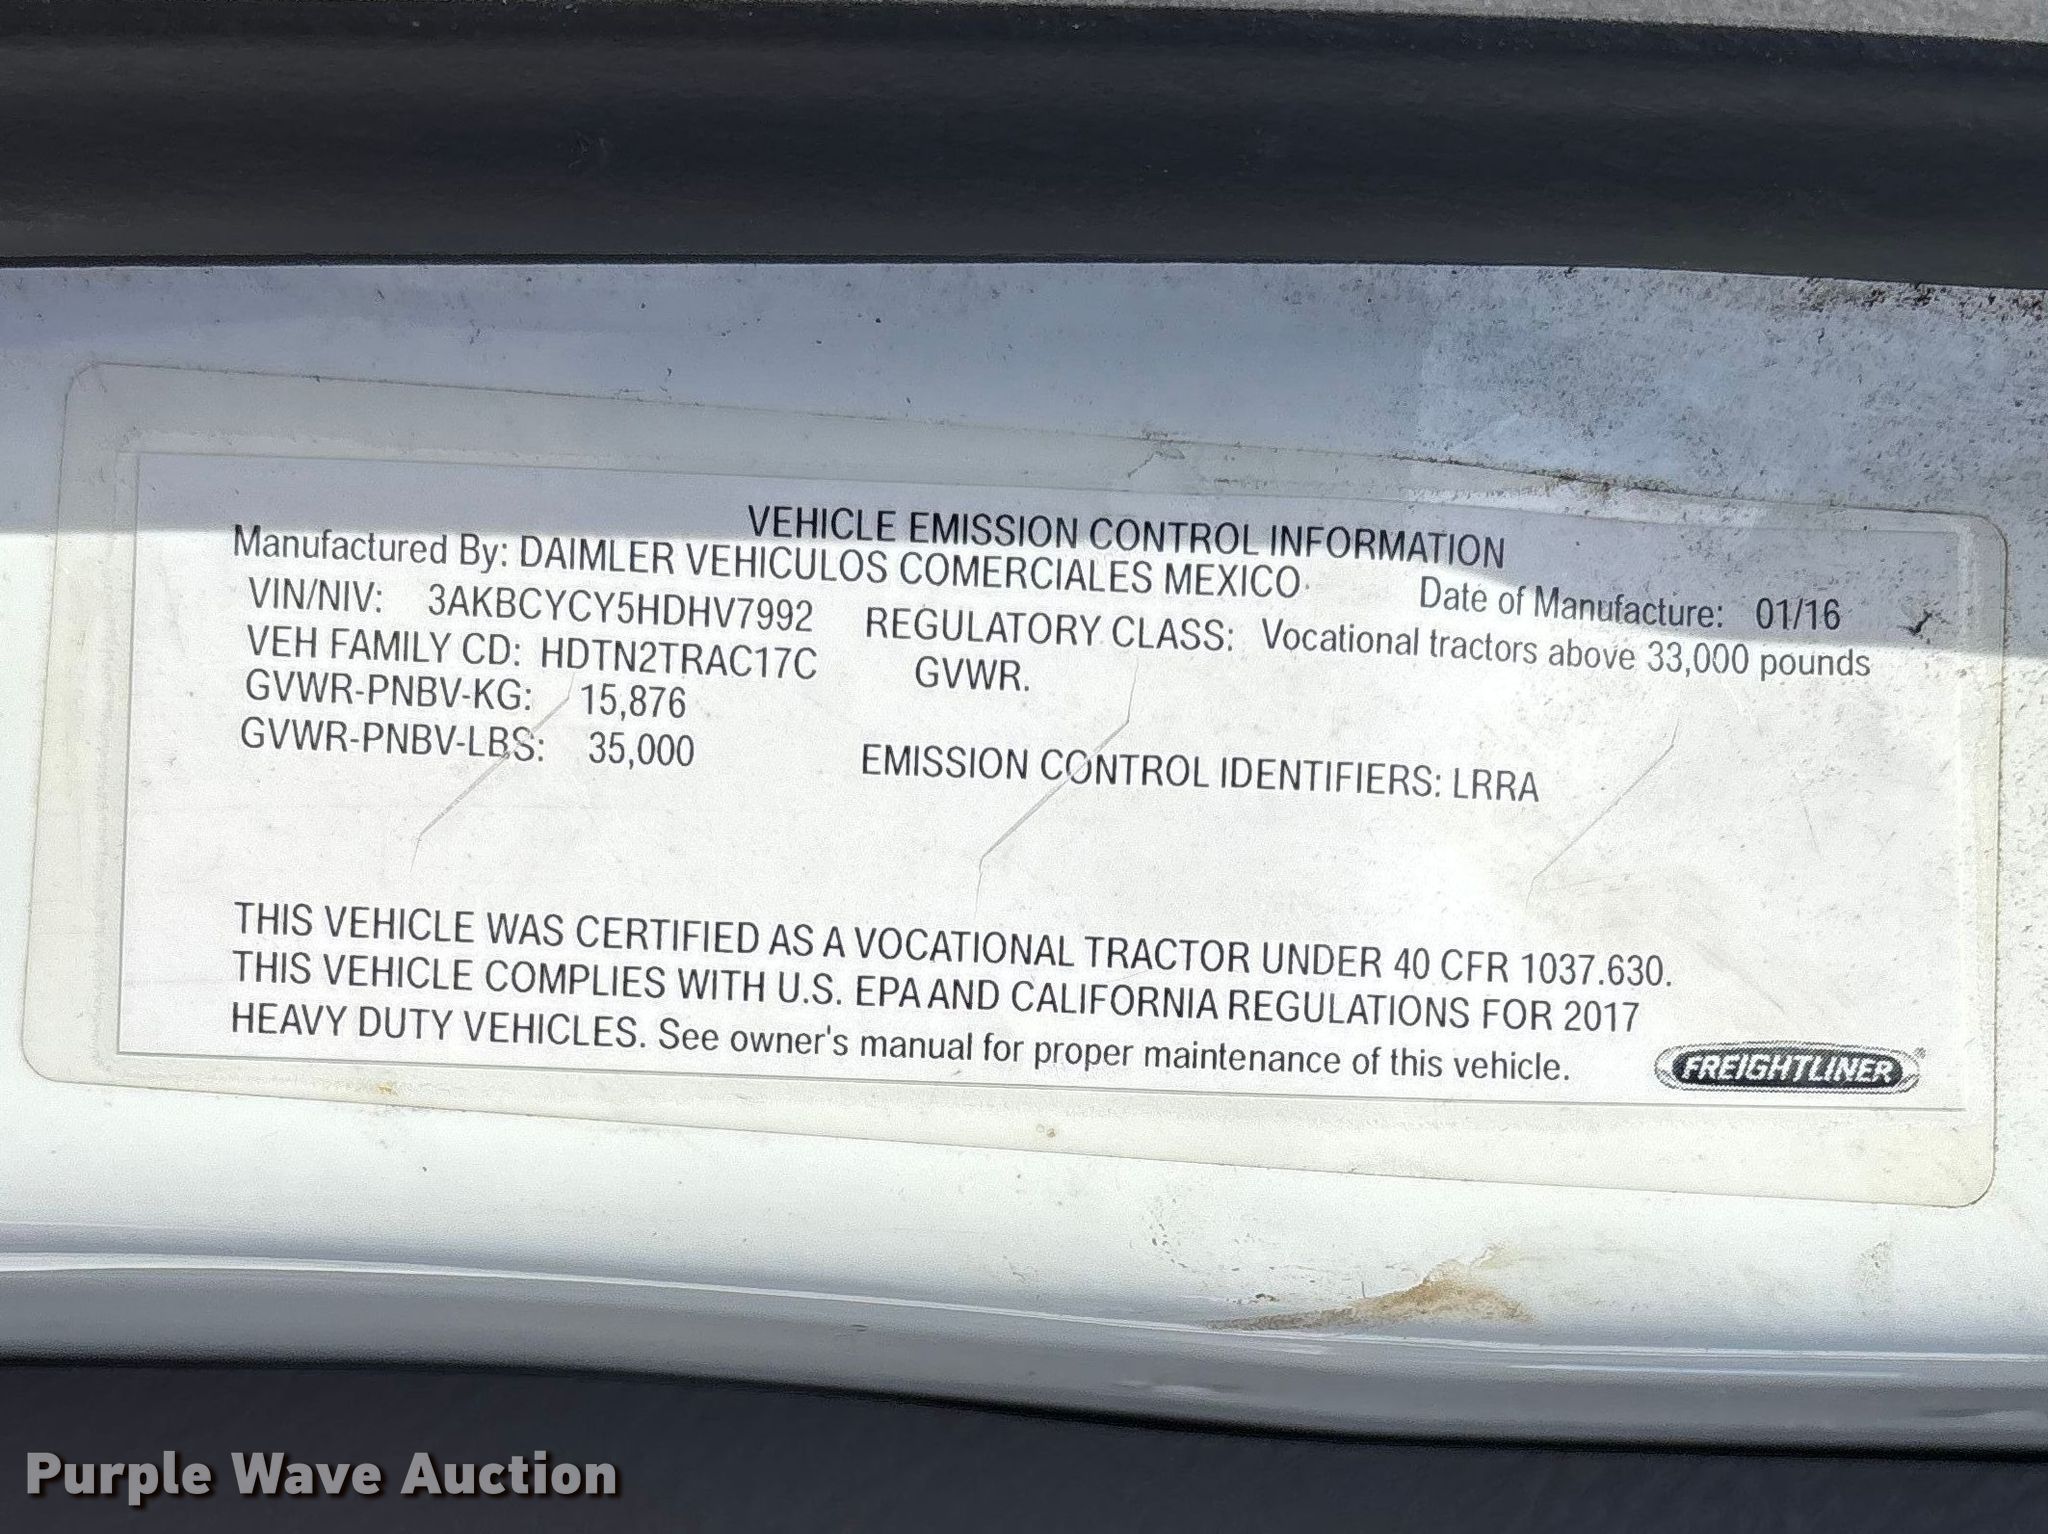 VEHICLE EMISSION CONTROL INFORMATION
Manufactured By: DAIMLER VEHICULOS COMERCIALES MEXICO
Date of Manufacture: 01/16
VIN/NIV: 3AKBCYCY5HDHV7992
REGULATORY CLASS: Vocational tractors above 33,000 pounds
GVWR.
VEH FAMILY CD: HDTN2TRAC17C
GVWR-PNBV-KG: 15,876
GVWR-PNBV-LBS: 35,000
EMISSION CONTROL IDENTIFIERS: LRRA
THIS VEHICLE WAS CERTIFIED AS A VOCATIONAL TRACTOR UNDER 40 CFR 1037.630.
THIS VEHICLE COMPLIES WITH U.S. EPA AND CALIFORNIA REGULATIONS FOR 2017
HEAVY DUTY VEHICLES. See owner's manual for proper maintenance of this vehicle.
FREIGHTLINER
Purple Wave Auction